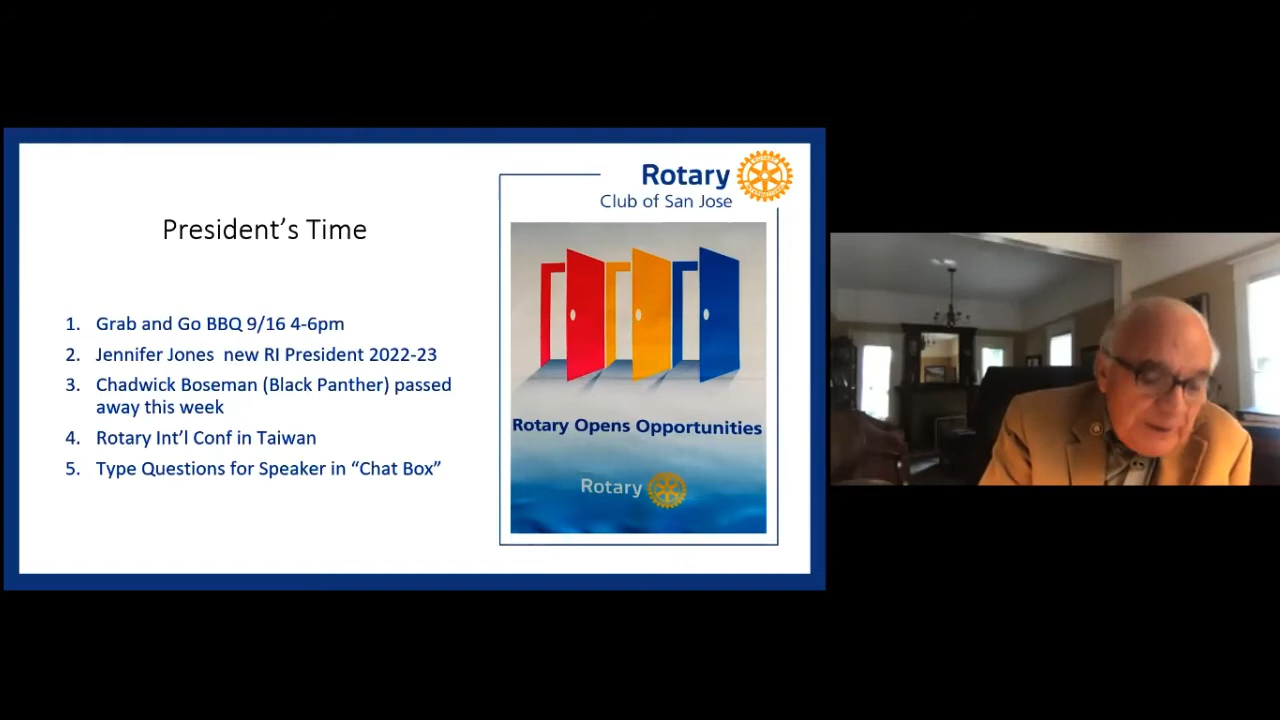 Rotary
Club of San Jose
President's Time
1. Grab and Go BBQ 9/16 4-6pm
2. Jennifer Jones  new RI President 2022-23
3. Chadwick Boseman (Black Panther) passed
away this week
4. Rotary Int'l Conf in Taiwan
5. Type Questions for Speaker in “Chat Box”
Rotary Opens Opportunities
Rotary